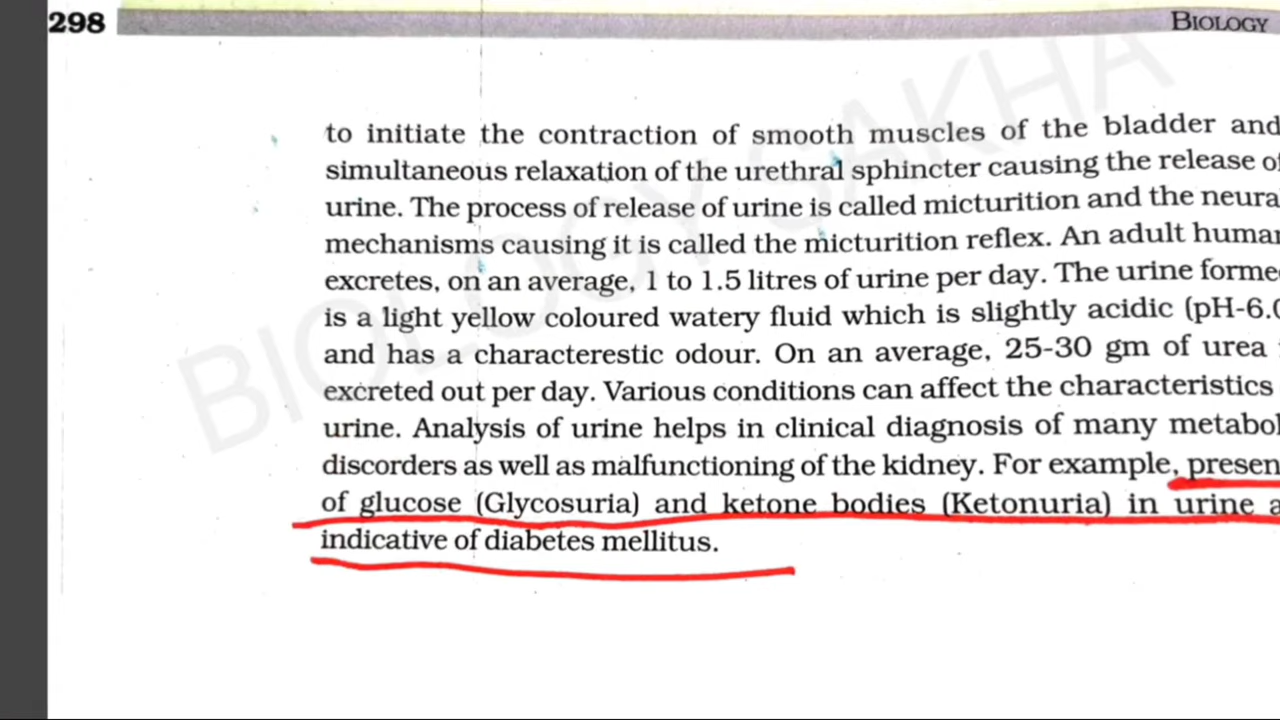 298
BIOLOGY
BIOLOGY SAKHA
to initiate the contraction of smooth muscles of the bladder and
simultaneous relaxation of the urethral sphincter causing the release of
urine. The process of release of urine is called micturition and the neura
mechanisms causing it is called the micturition reflex. An adult human
excretes, on an average, 1 to 1.5 litres of urine per day. The urine forme
is a light yellow coloured watery fluid which is slightly acidic (pH-6.0
and has a characterestic odour. On an average, 25-30 gm of urea
excreted out per day. Various conditions can affect the characteristics
urine. Analysis of urine helps in clinical diagnosis of many metabol
discorders as well as malfunctioning of the kidney. For example, presen
of glucose (Glycosuria) and ketone bodies (Ketonuria) in urine a
indicative of diabetes mellitus.